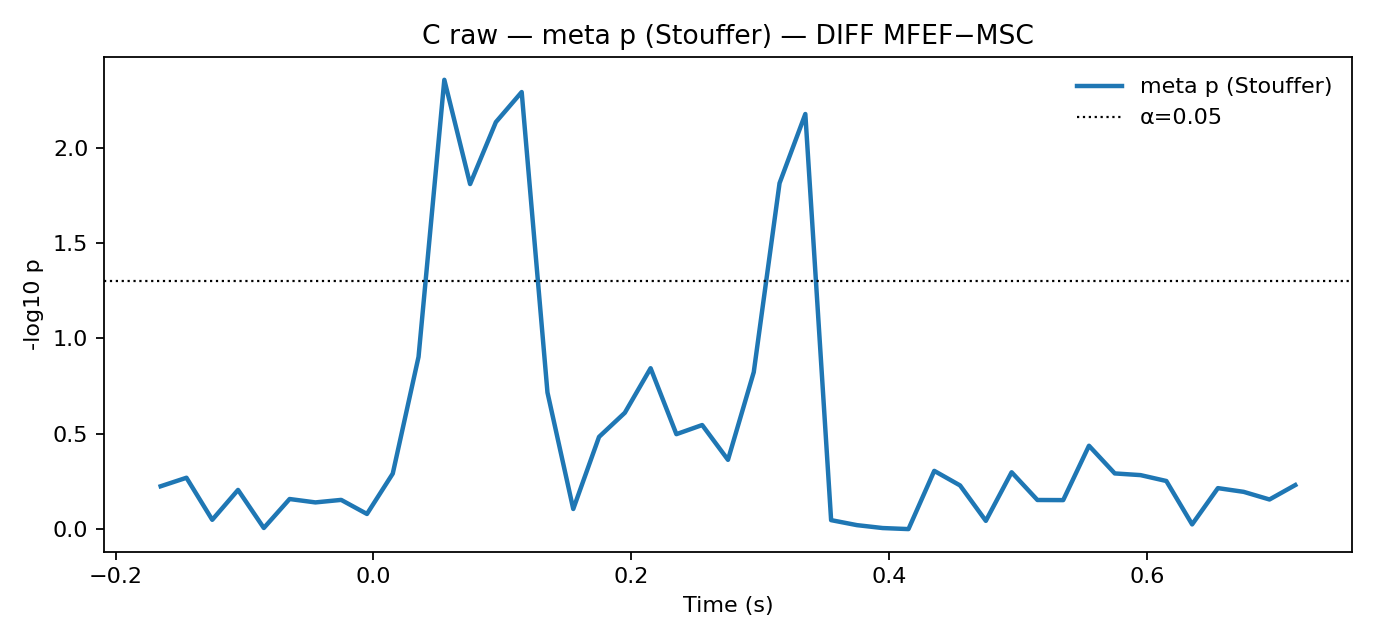 C raw — meta p (Stouffer) — DIFF MFEF−MSC
meta p (Stouffer)
α=0.05
-log10 p
2.0
1.5
1.0
0.5
0.0
−0.2
0.0
0.2
0.4
0.6
Time (s)